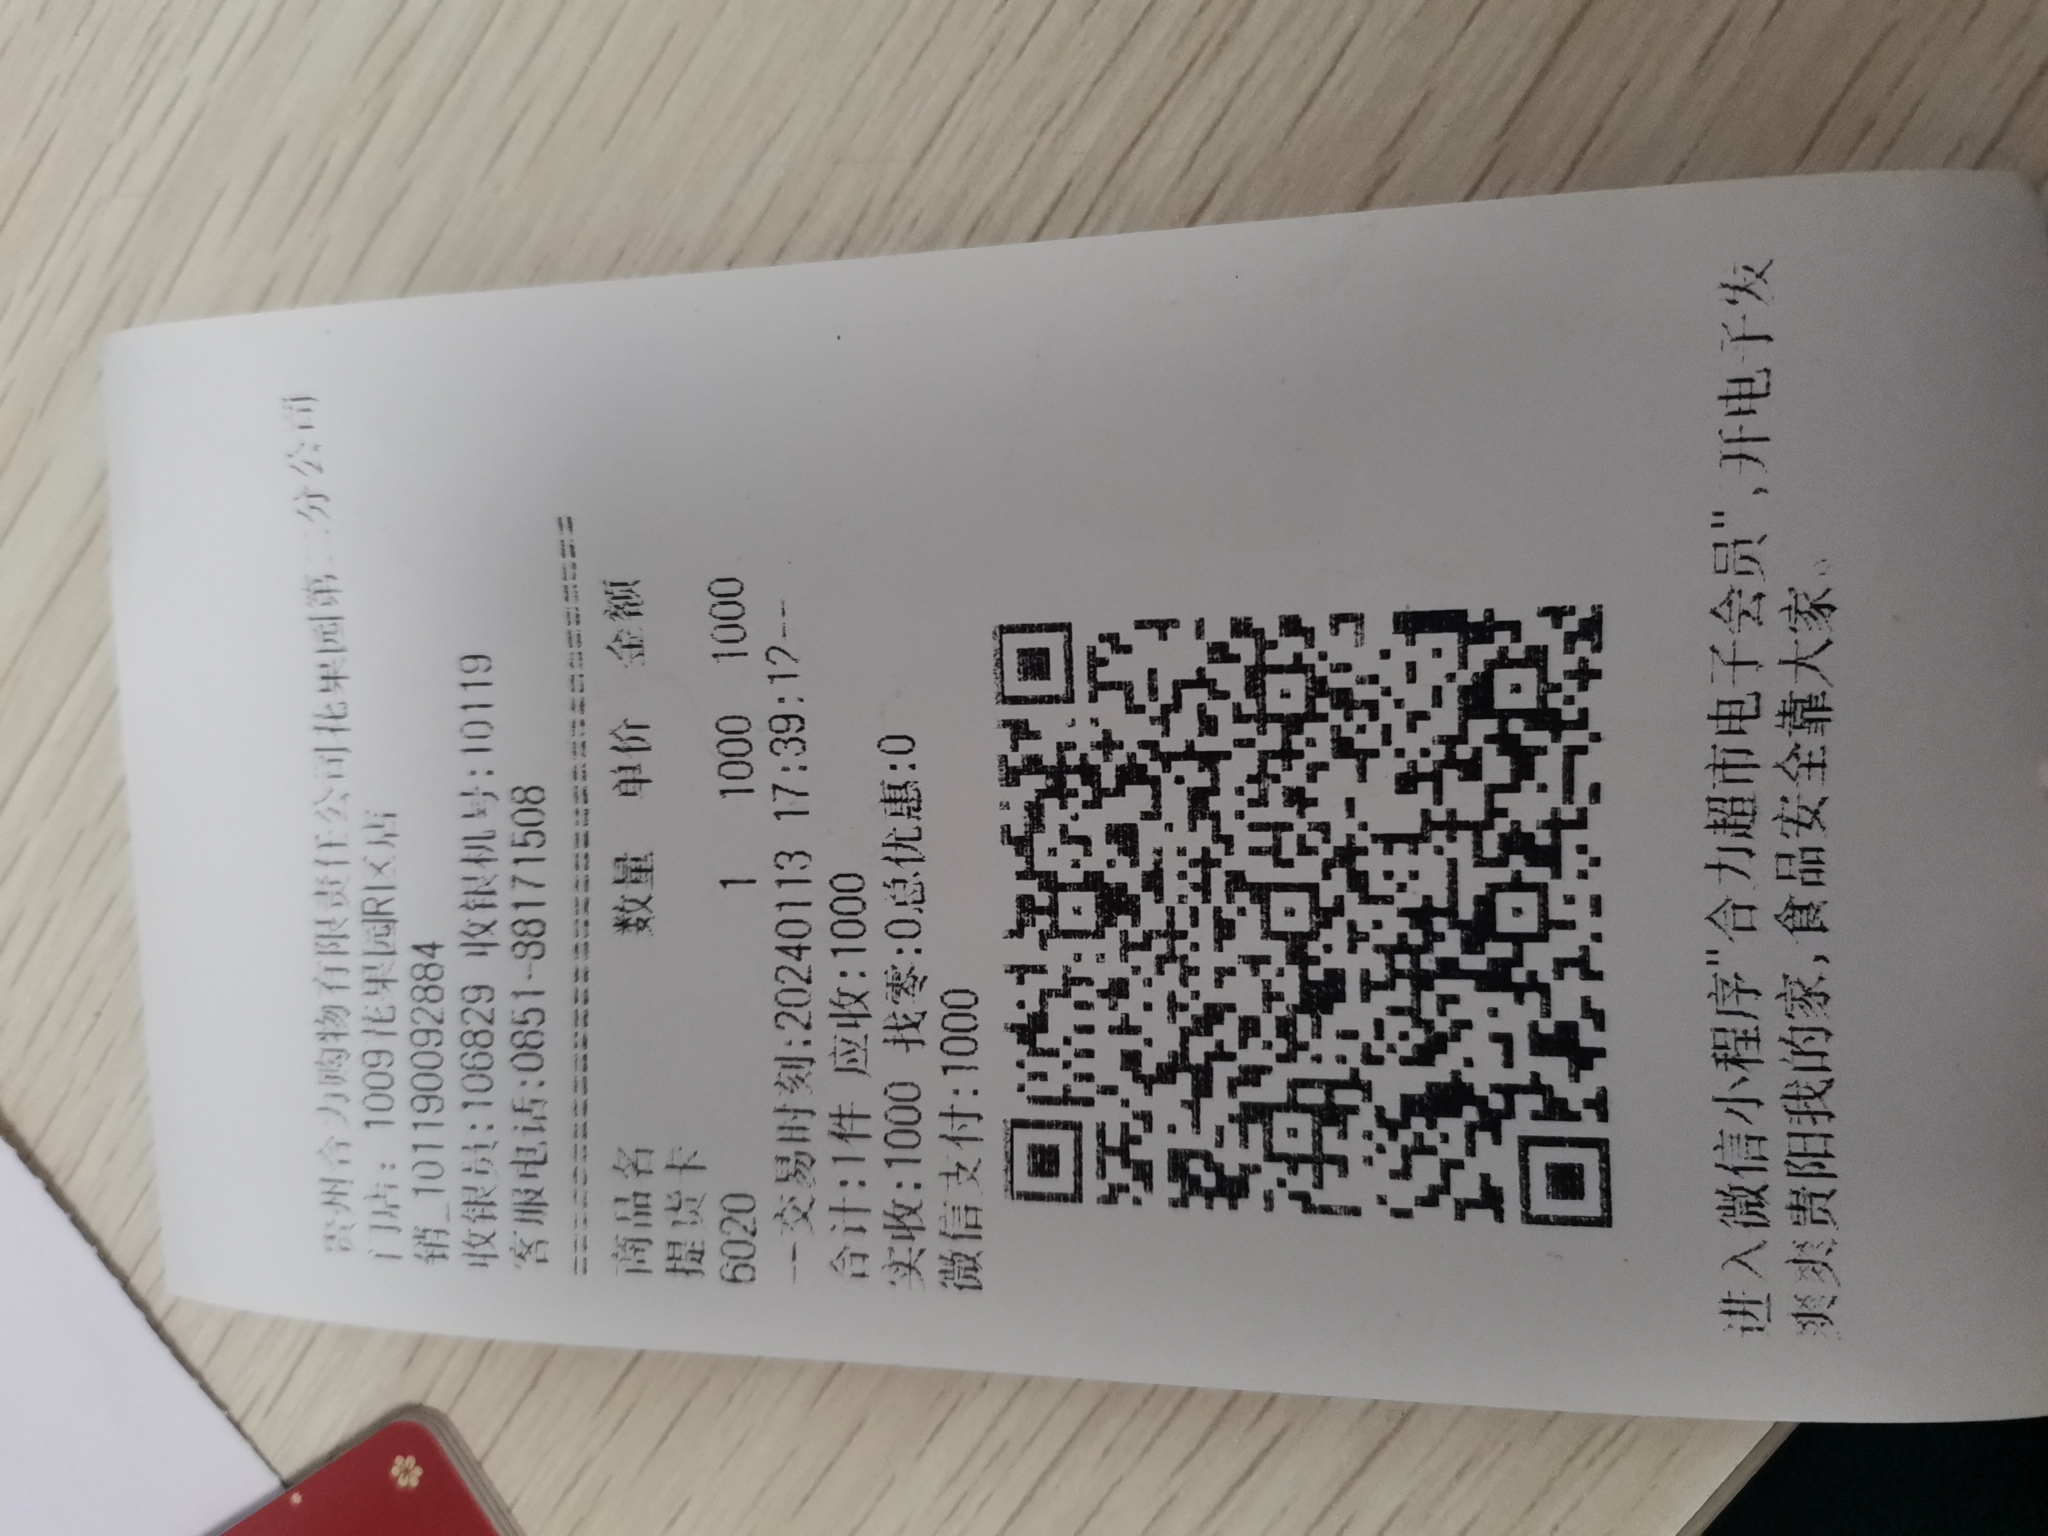 贵州合力购物有限责任公司花果园第二分公司
门店: 1009花果园R区店
销_101190092884
收银员:106829 收银机号:10119
客服电话:0851-88171508
================================
商品名 数量 单价 金额
提货卡
6020 1 1000 1000
--交易时刻:20240113 17:39:12--
合计:1件 应收:1000
实收:1000 找零:0总优惠:0
微信支付:1000
进入微信小程序"合力超市电子会员",开电子发
爽爽贵阳我的家,食品安全靠大家。